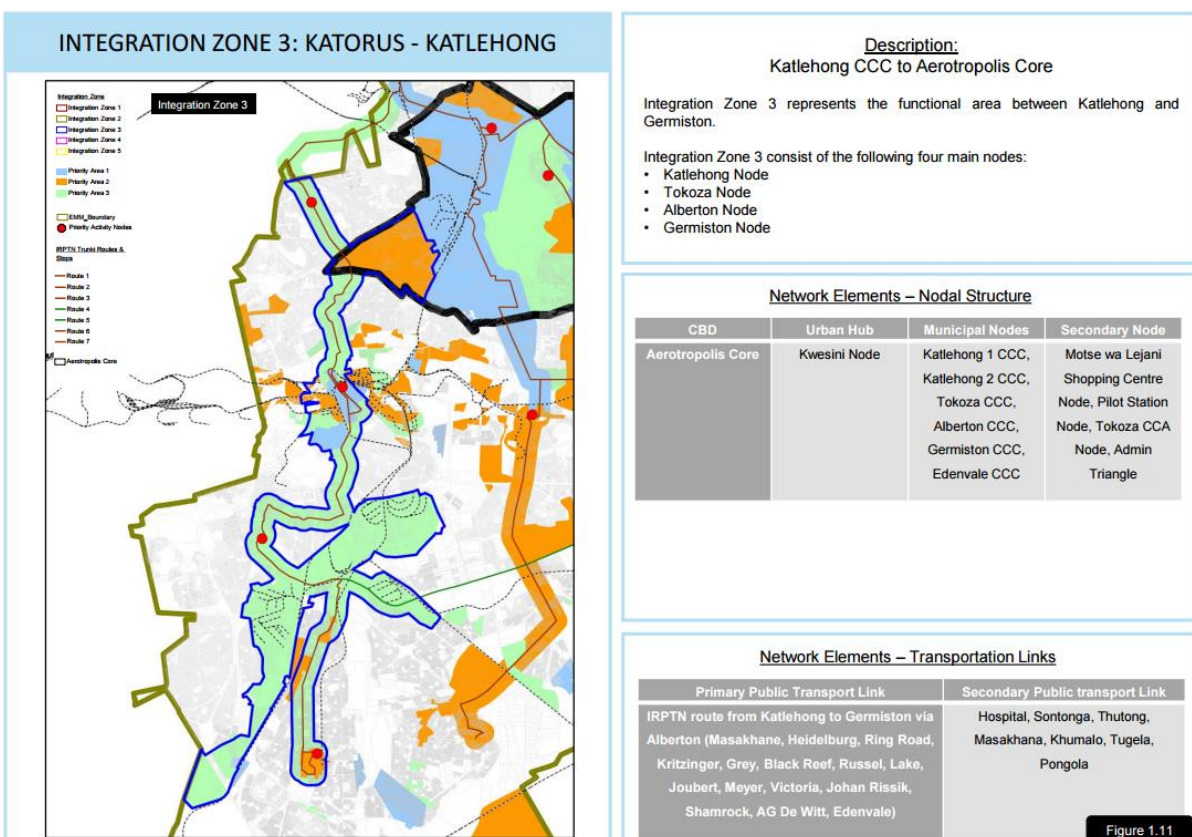 INTEGRATION ZONE 3: KATORUS - KATLEHONG
Integration Zone
Integration Zone 1
Integration Zone 2
Integration Zone 3
Integration Zone 4
Integration Zone 5
Priority Area 1
Priority Area 2
Priority Area 3
EMM_Boundary
Priority Activity Nodes
IRPTN Trunki Routes &
Stops
Route 1
Route 2
Route 3
Route 4
Route 5
Route 6
Route 7
Aerotropolis Core
Integration Zone 3
Description:
Katlehong CCC to Aerotropolis Core
Integration Zone 3 represents the functional area between Katlehong and
Germiston.
Integration Zone 3 consist of the following four main nodes:
• Katlehong Node
• Tokoza Node
• Alberton Node
• Germiston Node
Network Elements – Nodal Structure
CBD Urban Hub Municipal Nodes Secondary Node
Aerotropolis Core Kwesini Node Katlehong 1 CCC, Motse wa Lejani
Katlehong 2 CCC, Shopping Centre
Tokoza CCC, Node, Pilot Station
Alberton CCC, Node, Tokoza CCA
Germiston CCC, Node, Admin
Edenvale CCC Triangle
Network Elements – Transportation Links
Primary Public Transport Link Secondary Public transport Link
IRPTN route from Katlehong to Germiston via Hospital, Sontonga, Thutong,
Alberton (Masakhane, Heidelburg, Ring Road, Masakhana, Khumalo, Tugela,
Kritzinger, Grey, Black Reef, Russel, Lake, Pongola
Joubert, Meyer, Victoria, Johan Rissik,
Shamrock, AG De Witt, Edenvale)
Figure 1.11